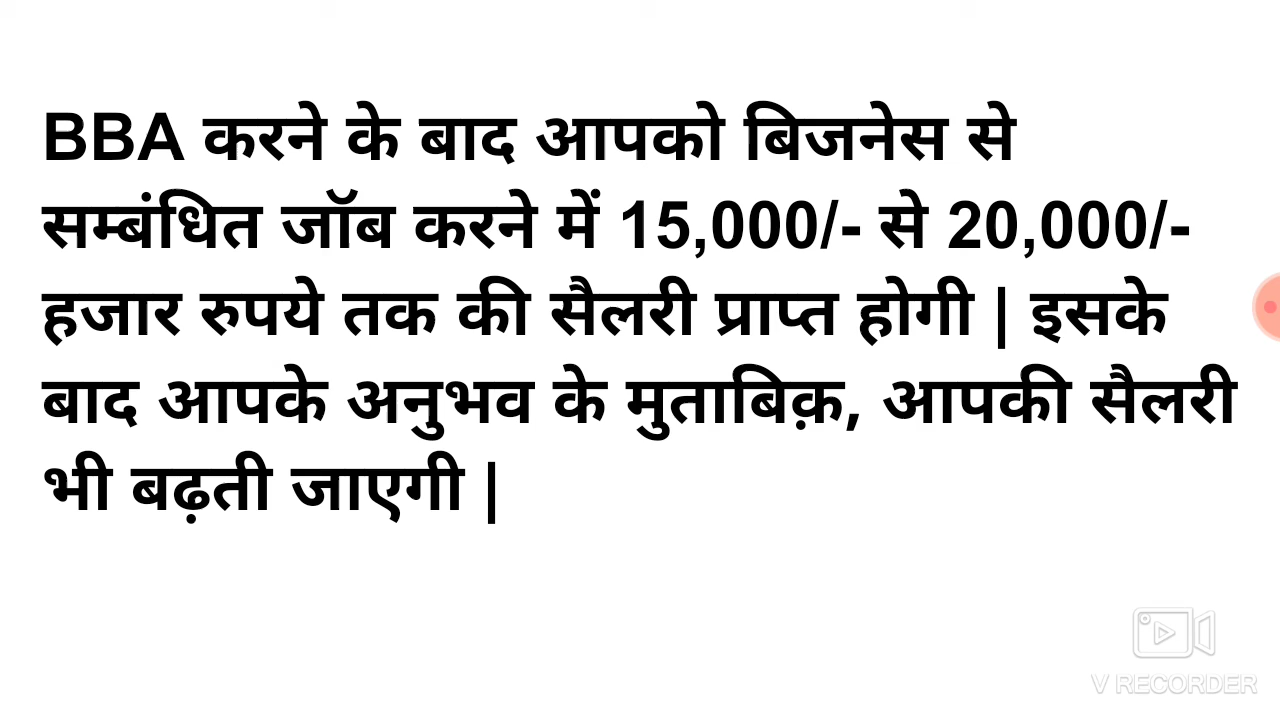 BBA करने के बाद आपको बिजनेस से
सम्बंधित जॉब करने में 15,000/- से 20,000/-
हजार रुपये तक की सैलरी प्राप्त होगी | इसके
बाद आपके अनुभव के मुताबिक़, आपकी सैलरी
भी बढ़ती जाएगी |
V RECORDER